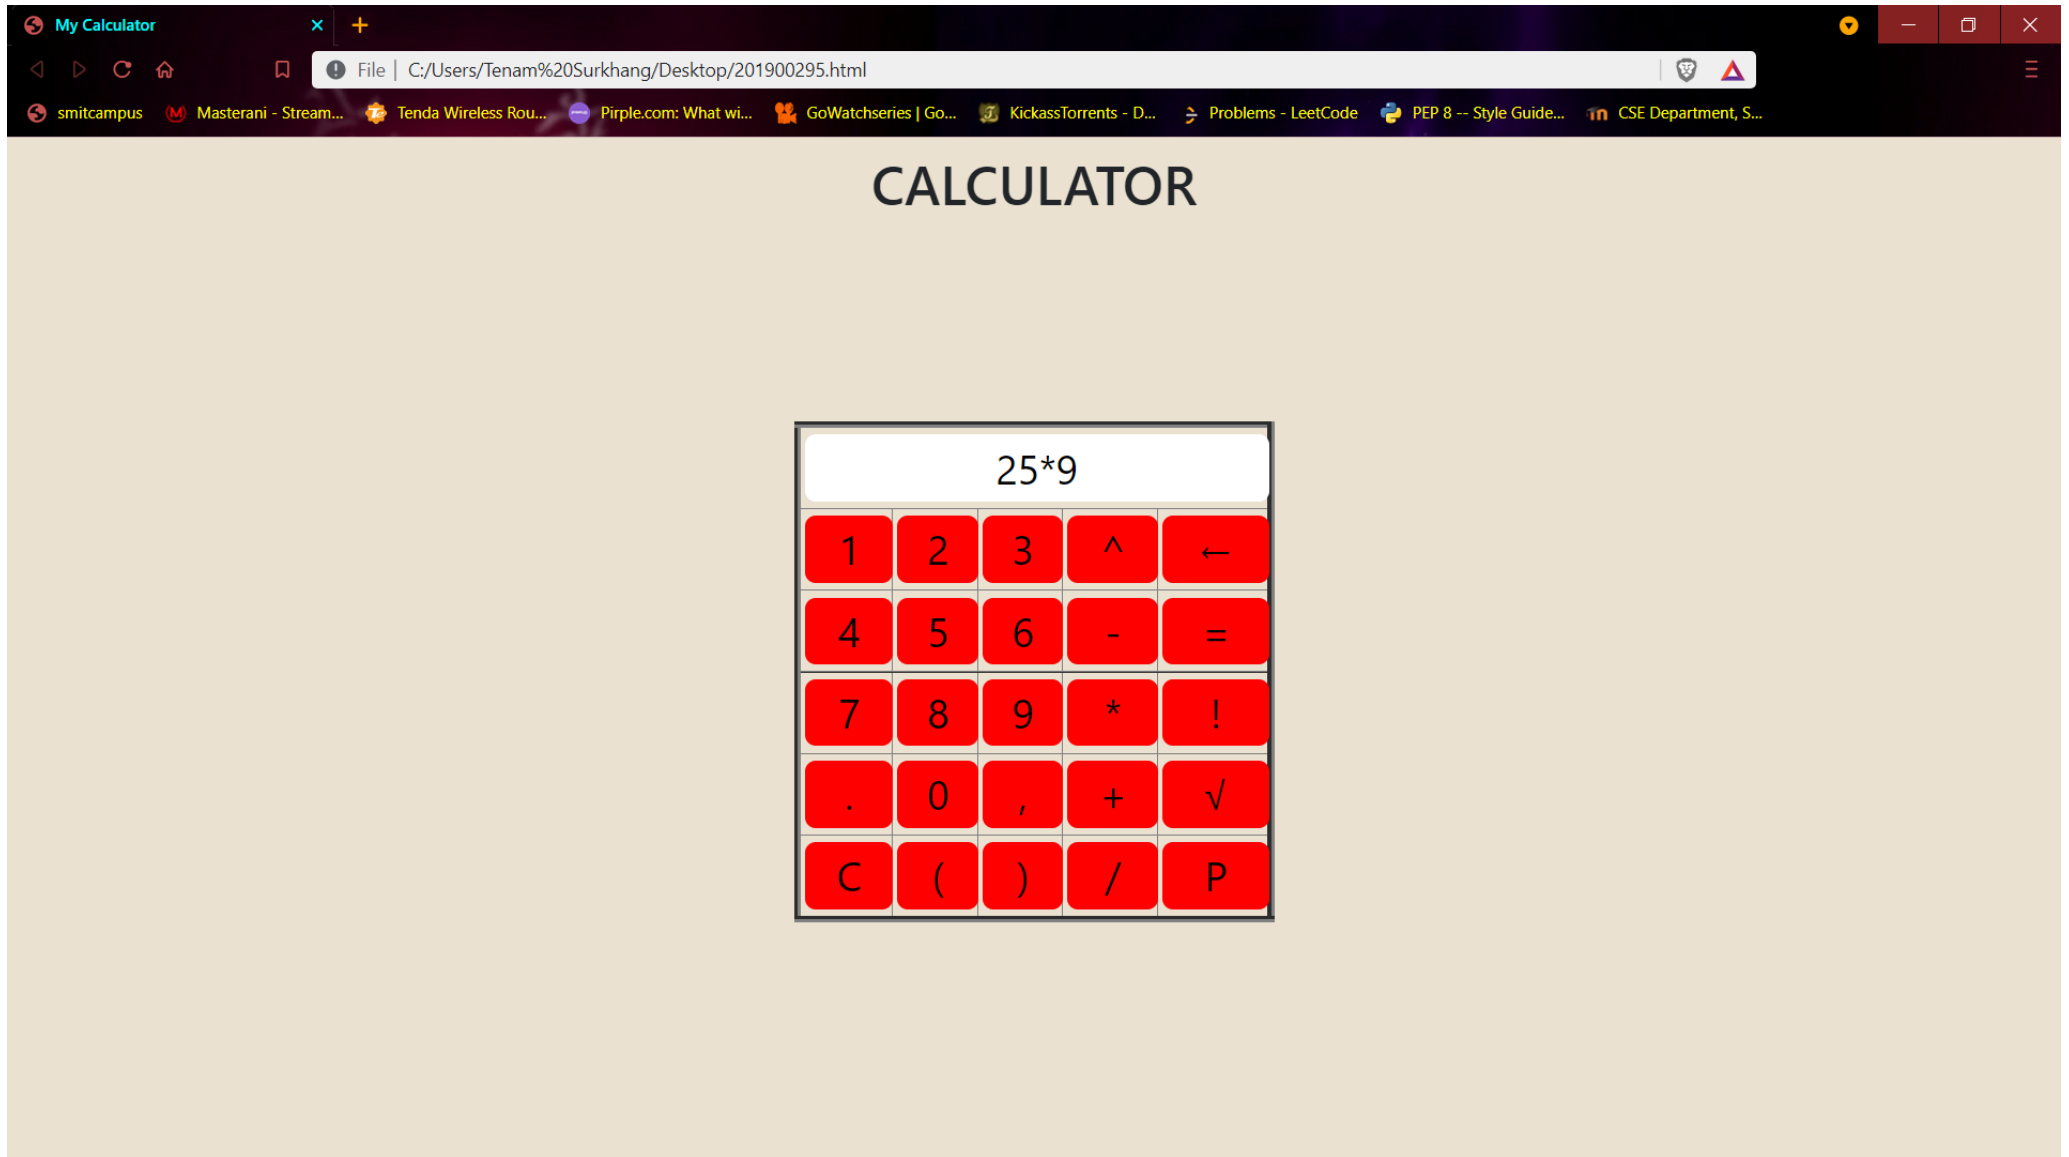 My Calculator
File | C:/Users/Tenam%20Surkhang/Desktop/201900295.html
smitcampus Masterani - Stream... Tenda Wireless Rou... Pirple.com: What wi... GoWatchseries | Go... KickassTorrents - D... Problems - LeetCode PEP 8 -- Style Guide... CSE Department, S...
CALCULATOR
25*9
1 2 3 ^ ←
4 5 6 - =
7 8 9 * !
. 0 , + √
C ( ) / P